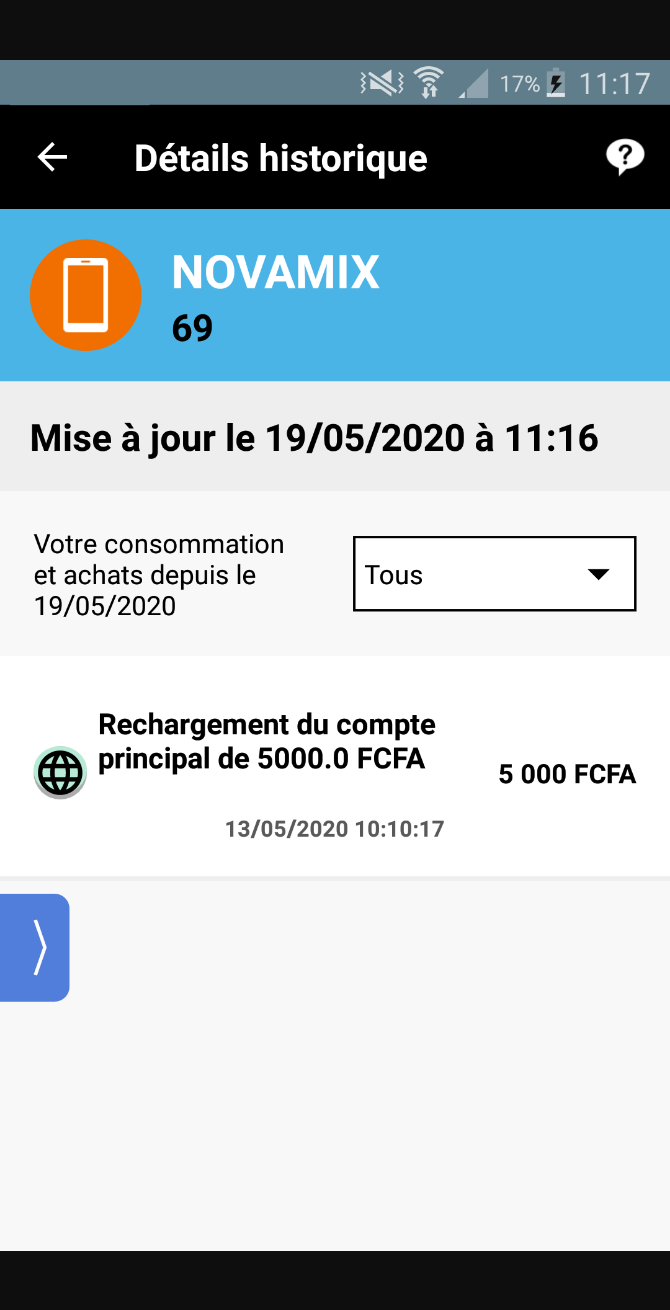 17% 11:17
Détails historique
?
NOVAMIX
69
Mise à jour le 19/05/2020 à 11:16
Votre consommation
et achats depuis le
19/05/2020
Tous
Rechargement du compte
principal de 5000.0 FCFA
5 000 FCFA
13/05/2020 10:10:17